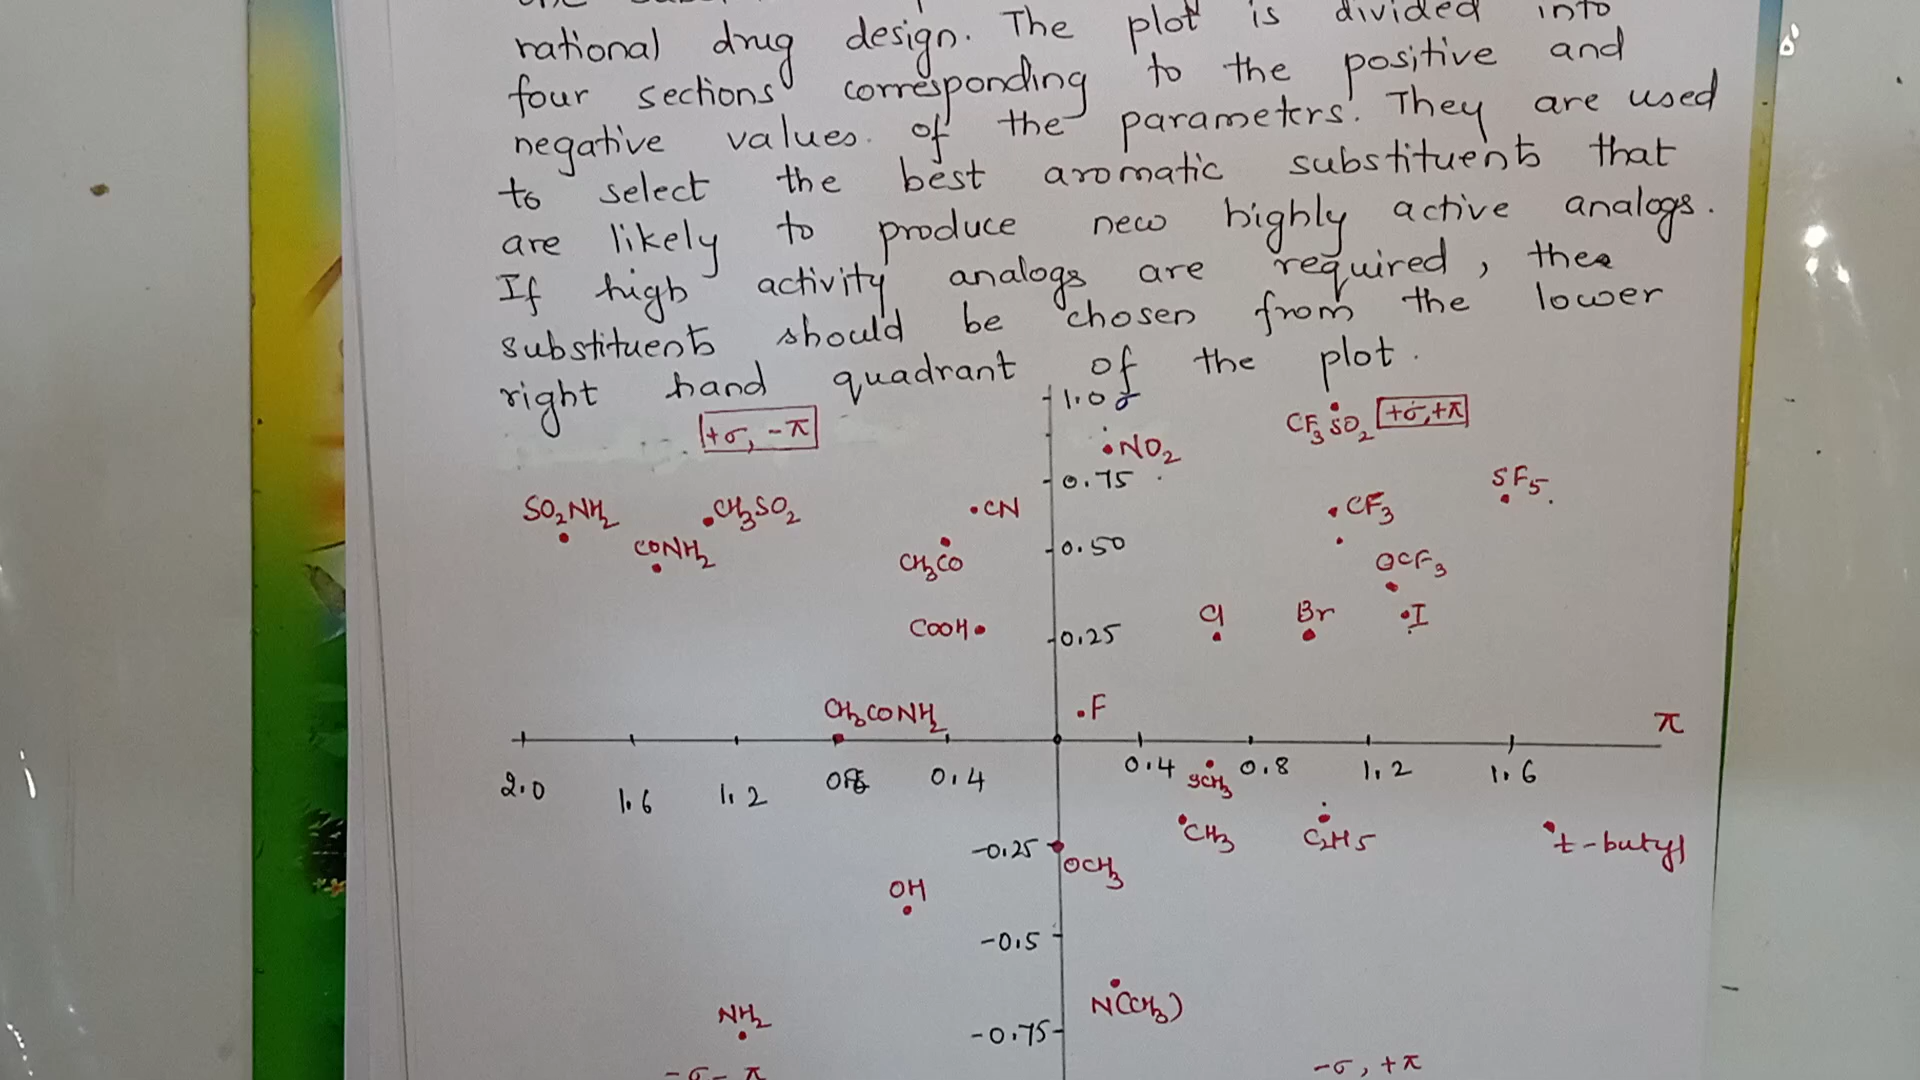 rational drug design. The plot is divided into
four sections corresponding to the positive and
negative values of the parameters. They are used
to select the best aromatic substituents that
are likely to produce new highly active analogs.
If high activity analogs are required, the
substituents should be chosen from the lower
right hand quadrant of the plot.
+σ, -π
1.0 σ
CF3SO2
+σ, +π
NO2
0.75
SF5
SO2NH2
CH3SO2
CN
CF3
CONH2
CH3CO
0.50
OCF3
COOH
0.25
Cl
Br
I
CH3CONH2
F
π
2.0
1.6
1.2
0.4
0.4
SCH3
0.8
1.2
1.6
-0.25
OCH3
CH3
C2H5
t-butyl
OH
-0.5
N(CH3)
NH2
-0.75
-σ - π
-σ, +π